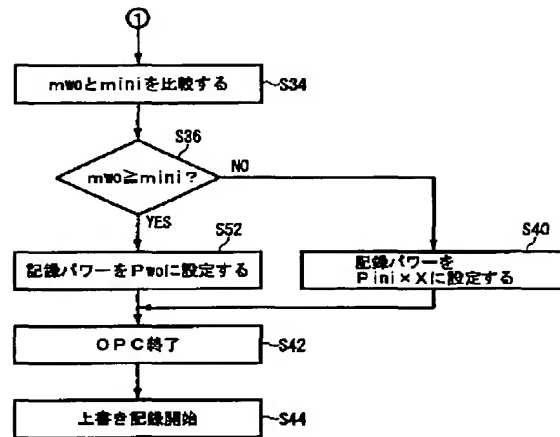 1
mwoとminiを比較する
S34
S36
mwo≧mini?
NO
YES
S52
S40
記録パワーをPwoに設定する
記録パワーを
Pini×Xに設定する
OPC終了
S42
上書き記録開始
S44